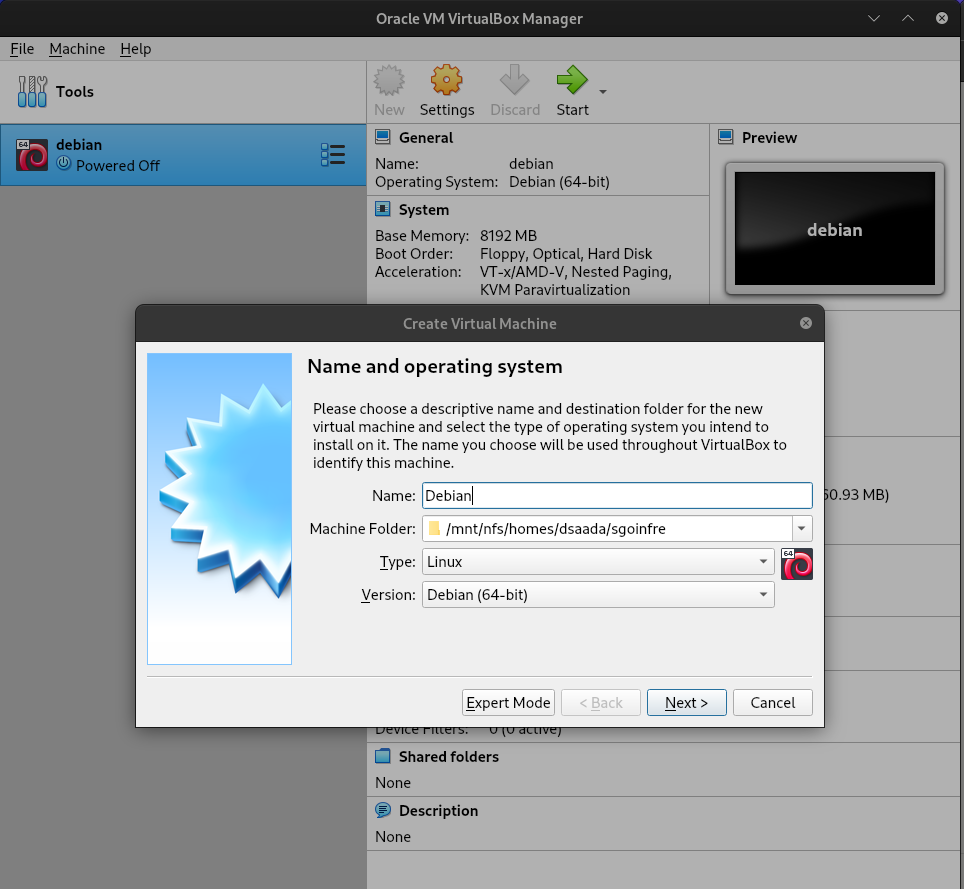 Oracle VM VirtualBox Manager
File Machine Help
Tools
New Settings Discard Start
64
debian
Powered Off
General
Name: debian
Operating System: Debian (64-bit)
System
Base Memory: 8192 MB
Boot Order: Floppy, Optical, Hard Disk
Acceleration: VT-x/AMD-V, Nested Paging,
KVM Paravirtualization
Preview
debian
Create Virtual Machine
Name and operating system
Please choose a descriptive name and destination folder for the new
virtual machine and select the type of operating system you intend to
install on it. The name you choose will be used throughout VirtualBox to
identify this machine.
Name: Debian
Machine Folder: /mnt/nfs/homes/dsaada/sgoinfre
Type: Linux
64
Version: Debian (64-bit)
Expert Mode < Back Next > Cancel
60.93 MB)
Device Filters: 0 (0 active)
Shared folders
None
Description
None